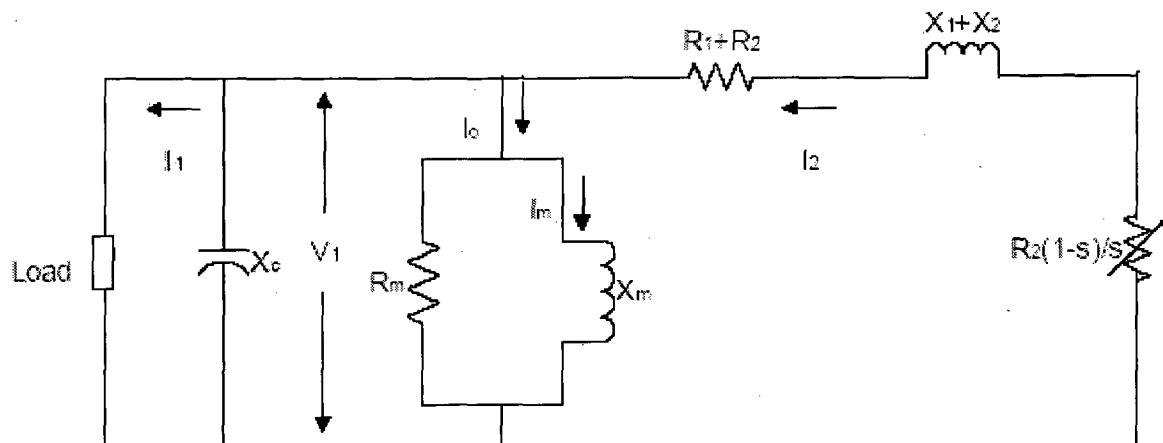 X1+X2
R1+R2
I1
Io
I2
Im
V1
Load
Xc
Rm
Xm
R2(1-s)/s